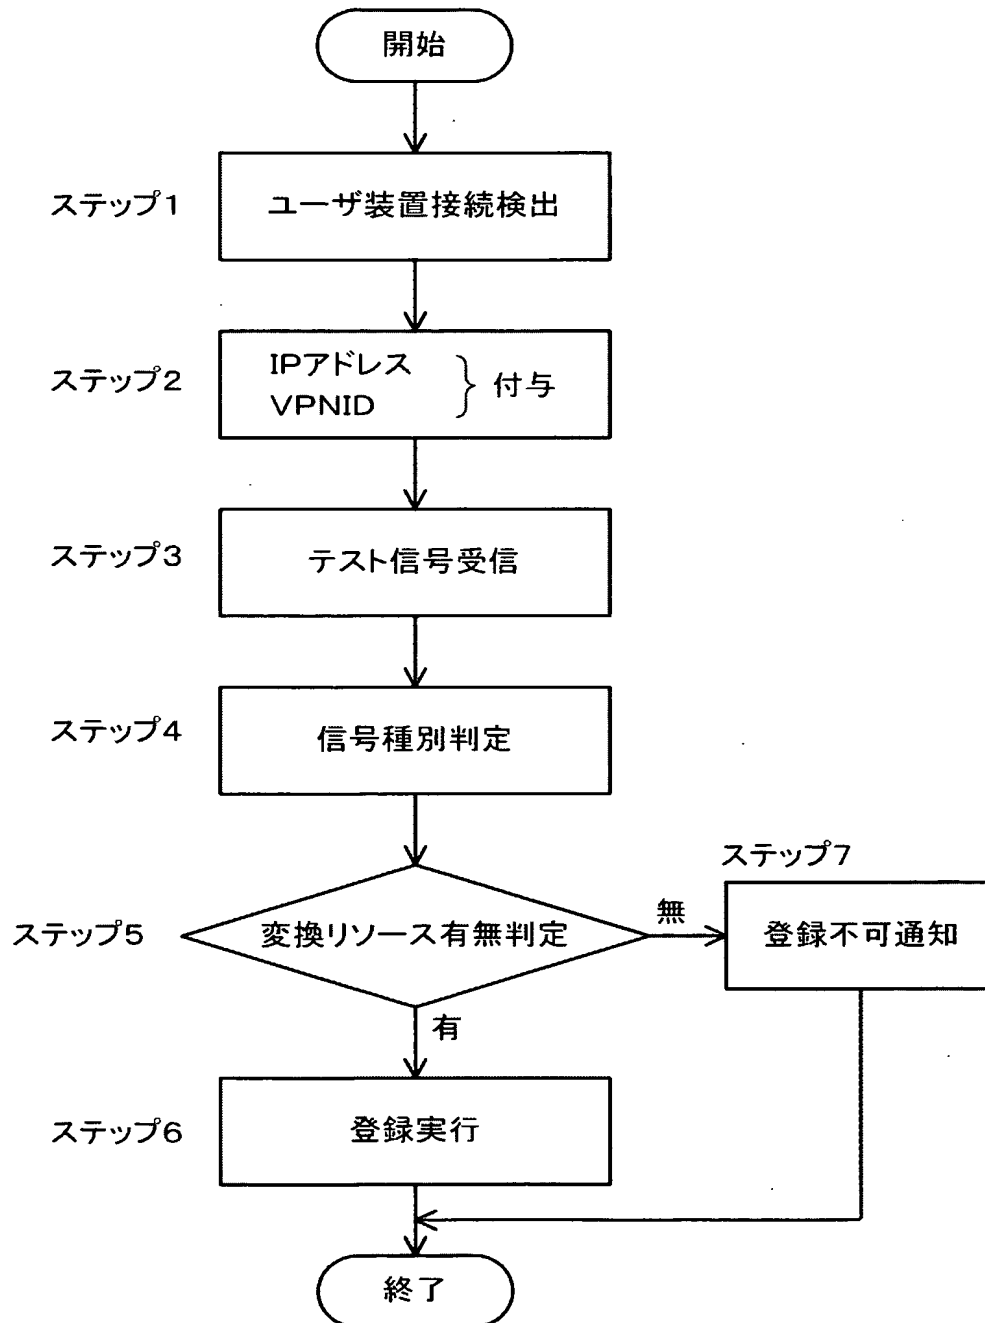 開始
ステップ1
ユーザ装置接続検出
ステップ2
IPアドレス
VPNID
付与
ステップ3
テスト信号受信
ステップ4
信号種別判定
ステップ7
ステップ5
変換リソース有無判定
無
登録不可通知
有
ステップ6
登録実行
終了